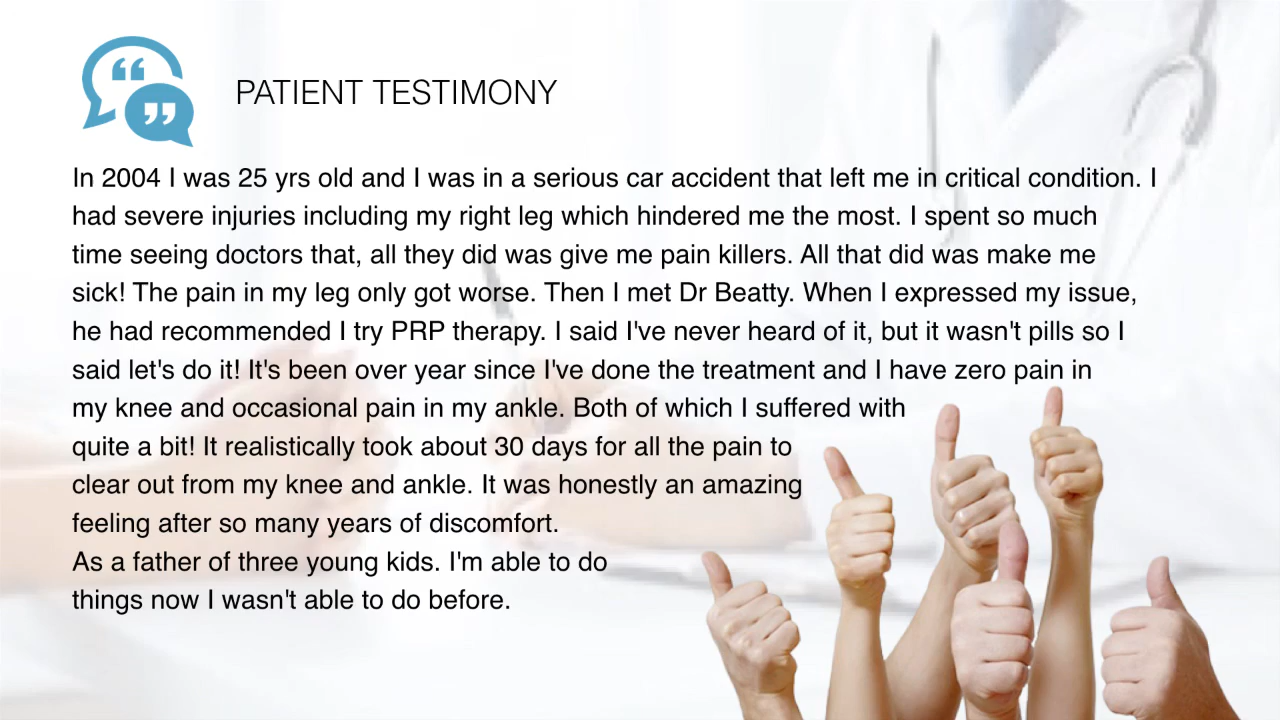 PATIENT TESTIMONY
In 2004 I was 25 yrs old and I was in a serious car accident that left me in critical condition. I
had severe injuries including my right leg which hindered me the most. I spent so much
time seeing doctors that, all they did was give me pain killers. All that did was make me
sick! The pain in my leg only got worse. Then I met Dr Beatty. When I expressed my issue,
he had recommended I try PRP therapy. I said I've never heard of it, but it wasn't pills so I
said let's do it! It's been over year since I've done the treatment and I have zero pain in
my knee and occasional pain in my ankle. Both of which I suffered with
quite a bit! It realistically took about 30 days for all the pain to
clear out from my knee and ankle. It was honestly an amazing
feeling after so many years of discomfort.
As a father of three young kids. I'm able to do
things now I wasn't able to do before.